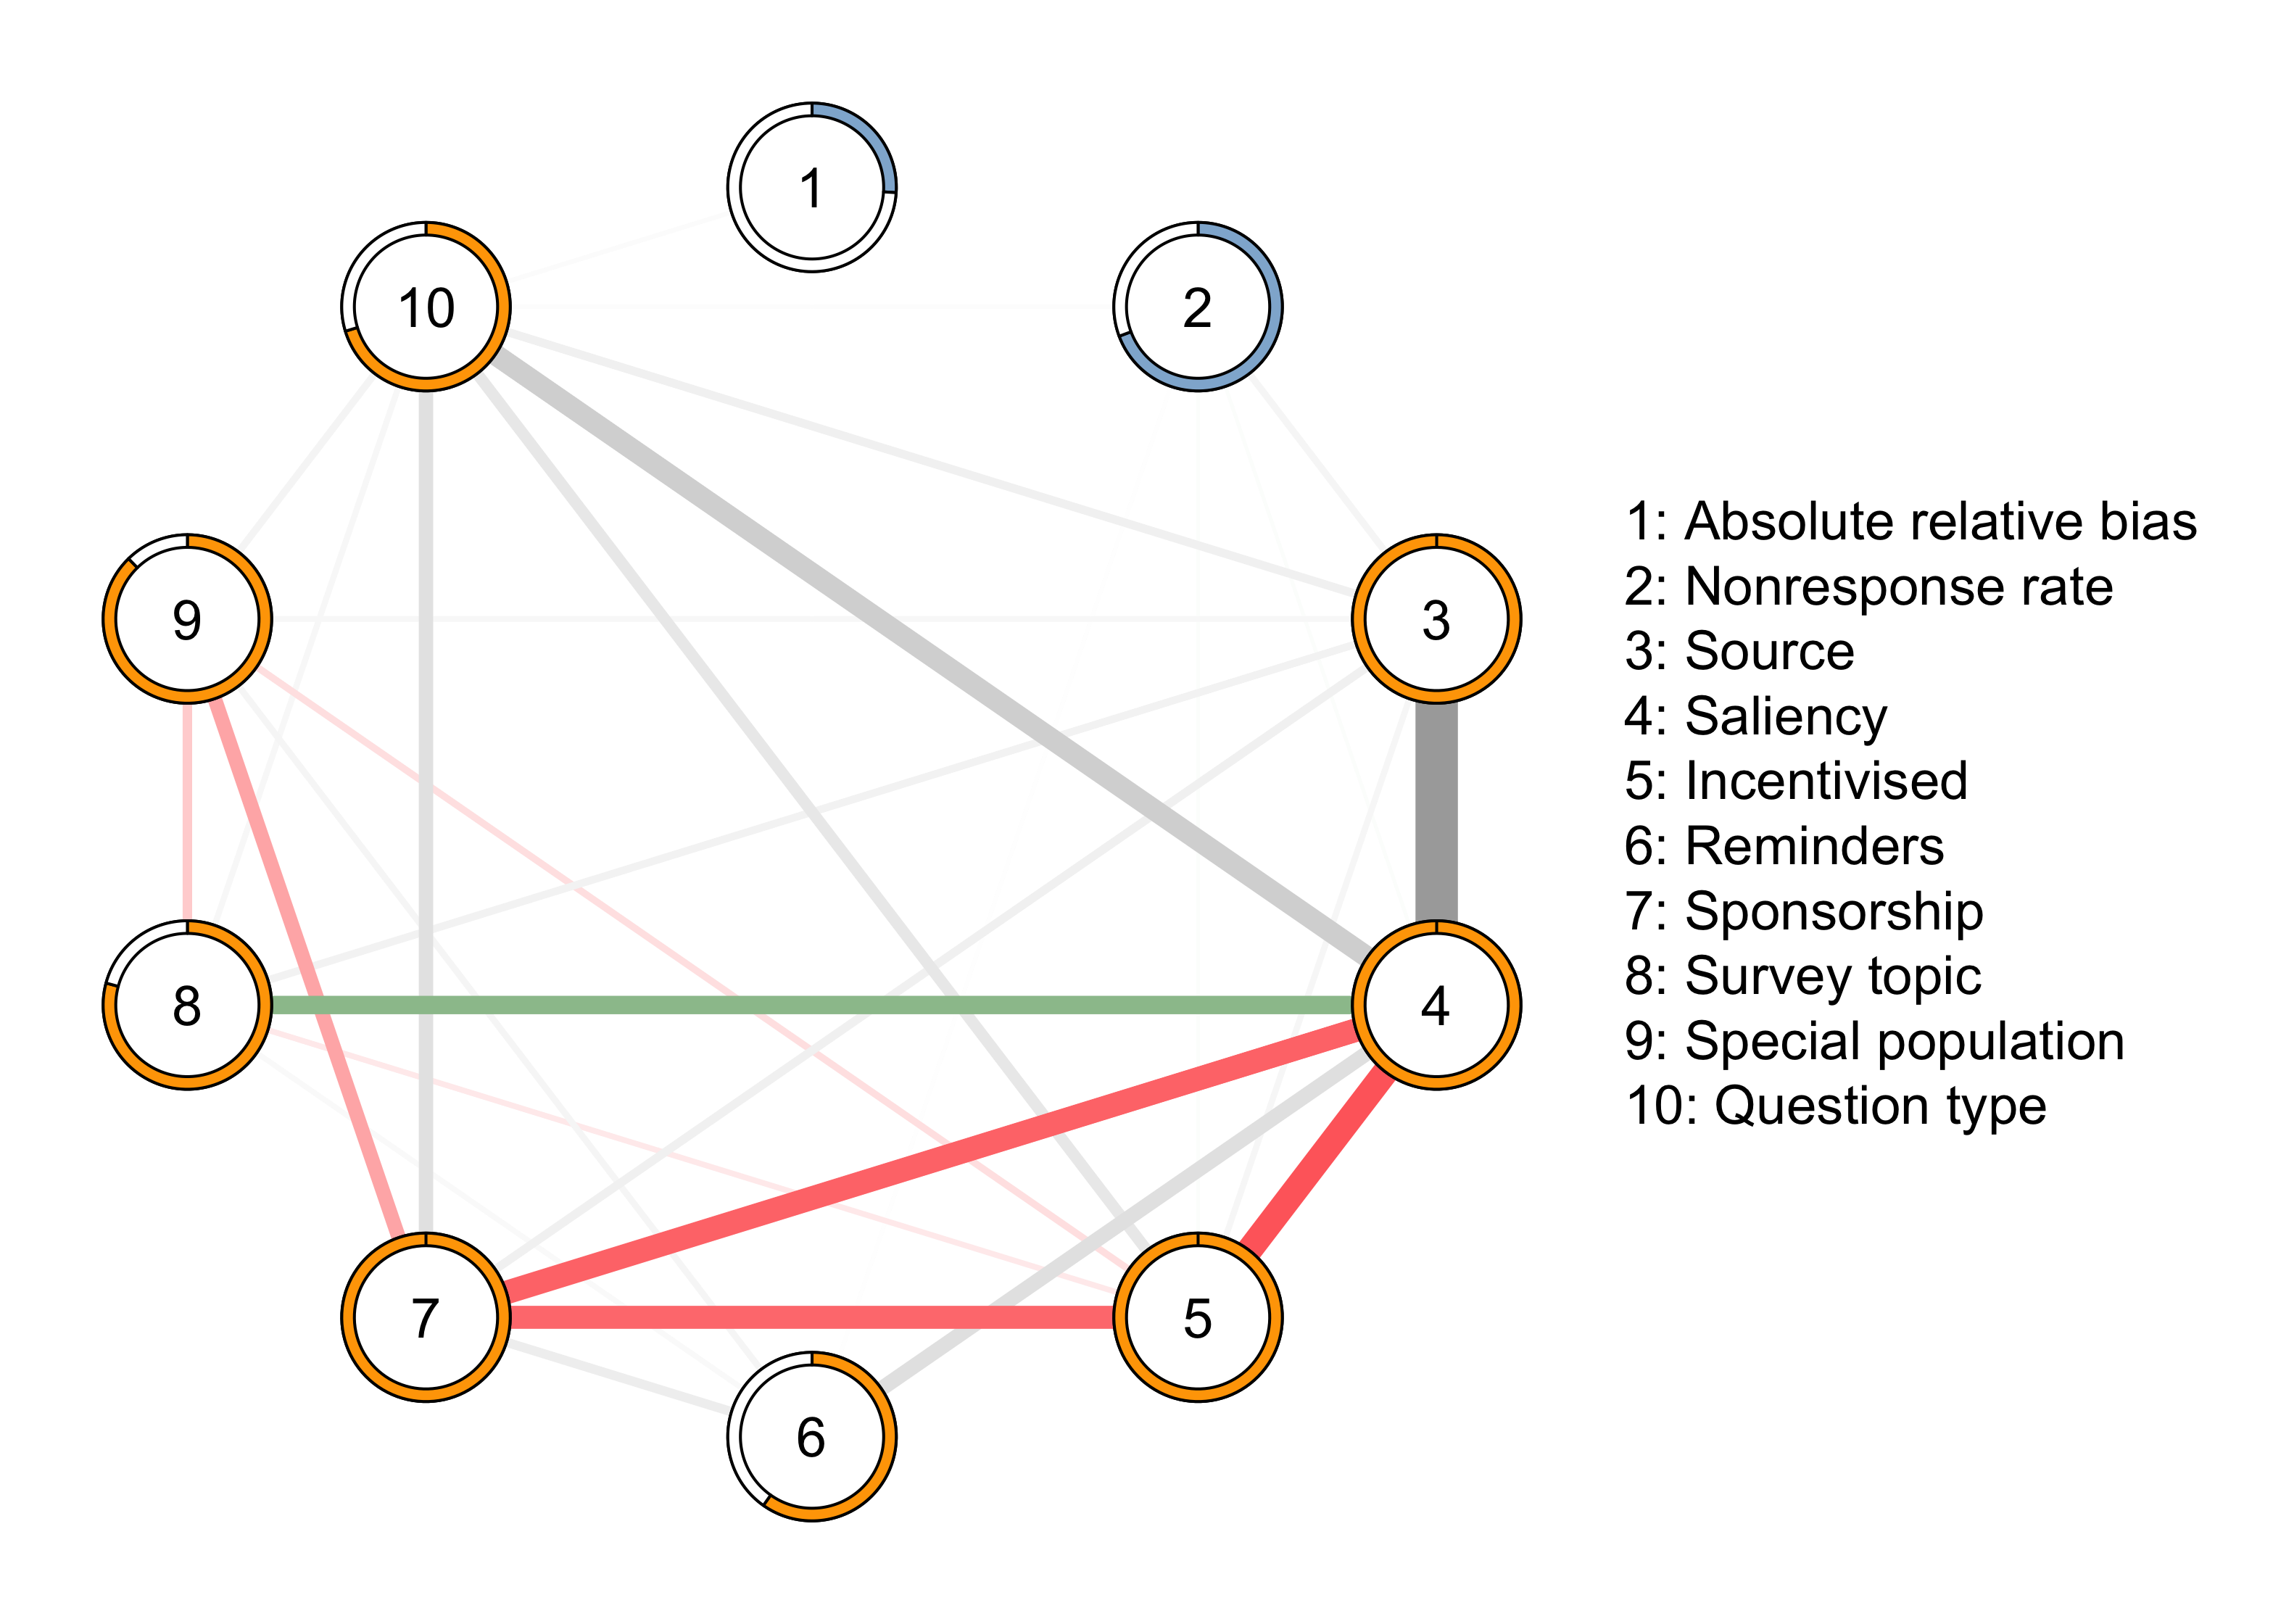 1
10
2
9
3
8
4
7
5
6
1: Absolute relative bias
2: Nonresponse rate
3: Source
4: Saliency
5: Incentivised
6: Reminders
7: Sponsorship
8: Survey topic
9: Special population
10: Question type